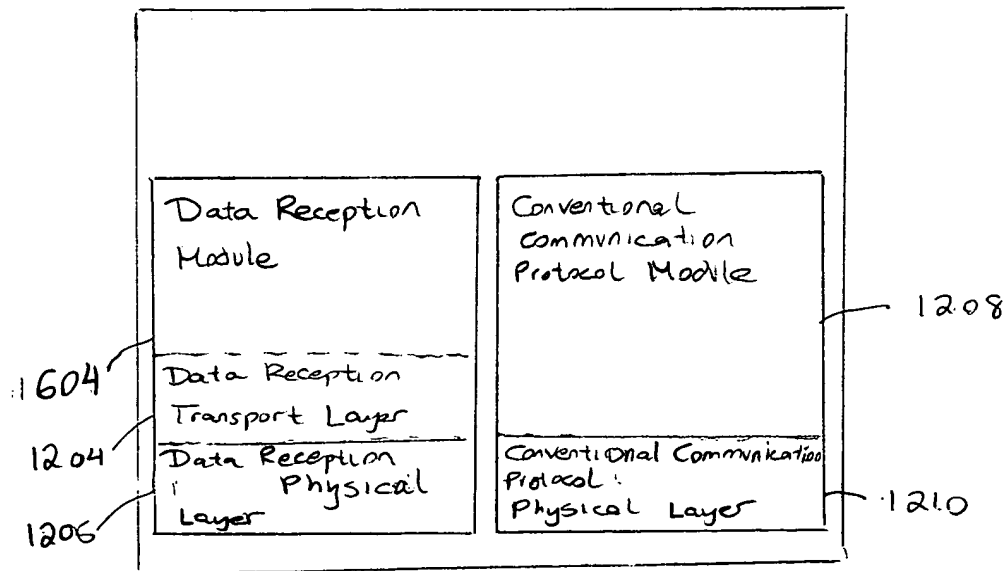 Data Reception
Module
1604
Data Reception
Transport Layer
1204
Data Reception
Physical
Layer
1206
Conventional
Communication
Protocol Module
1208
Conventional Communication
Protocol
Physical Layer
1210